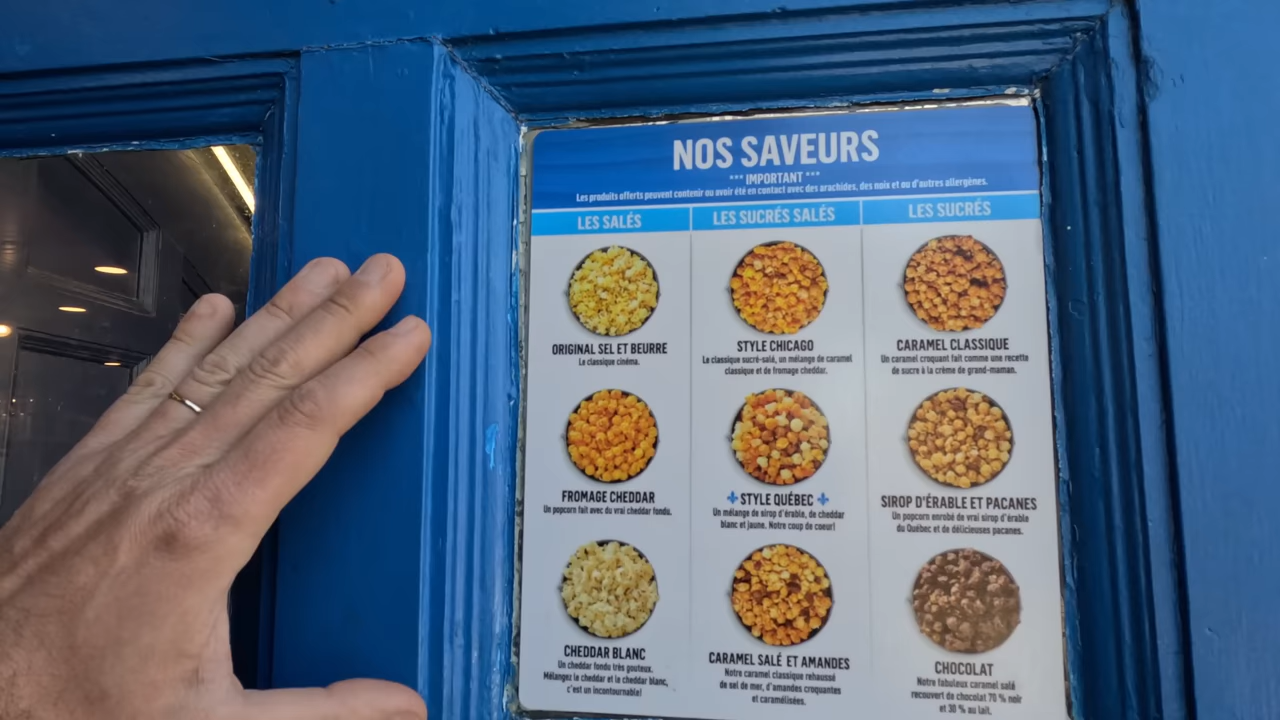 NOS SAVEURS
*** IMPORTANT ***
Les produits offerts peuvent contenir ou avoir été en contact avec des arachides, des nois et ou d'autres allergènes.
LES SALÉS
ORIGINAL SEL ET BEURRE
Le classique cinéma.
FROMAGE CHEDDAR
Un popcorn fait avec du vrai cheddar fondu.
CHEDDAR BLANC
Un cheddar fondu très gouteux.
Mélangez le cheddar et le cheddar blanc,
c'est un incontournable!
LES SUCRÉS SALÉS
STYLE CHICAGO
Le classique sucré-salé, un mélange de caramel
classique et de fromage cheddar.
STYLE QUÉBEC
Un mélange de sirop d'érable, de cheddar
blanc et jaune. Notre coup de coeur!
CARAMEL SALÉ ET AMANDES
Notre caramel classique rehaussé
de sel de mer, d'amandes croquantes
et caramélisées.
LES SUCRÉS
CARAMEL CLASSIQUE
Un caramel croquant fait comme une recette
de sucre à la crème de grand-maman.
SIROP D'ÉRABLE ET PACANES
Un popcorn enrobé de vrai sirop d'érable
du Québec et de délicieuses pacanes.
CHOCOLAT
Notre fabuleux caramel salé
recouvert de chocolat 70 % noir
et 30 % au lait.